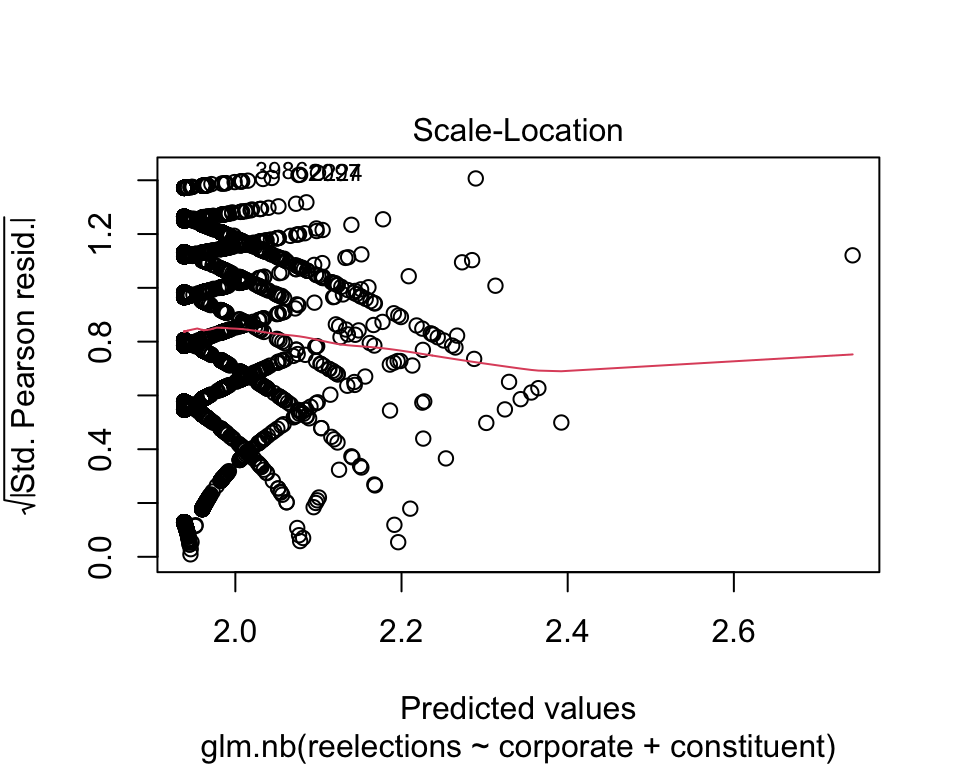 Scale-Location
√|Std. Pearson resid.|
1.2
0.8
0.4
0.0
2.0 2.2 2.4 2.6
Predicted values
glm.nb(reelections ~ corporate + constituent)